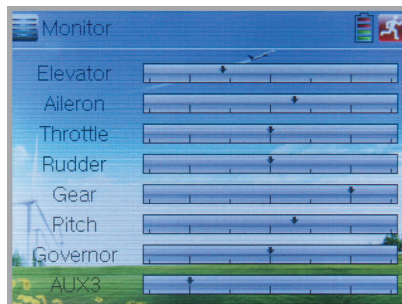 Monitor
Elevator
Aileron
Throttle
Rudder
Gear
Pitch
Governor
AUX3